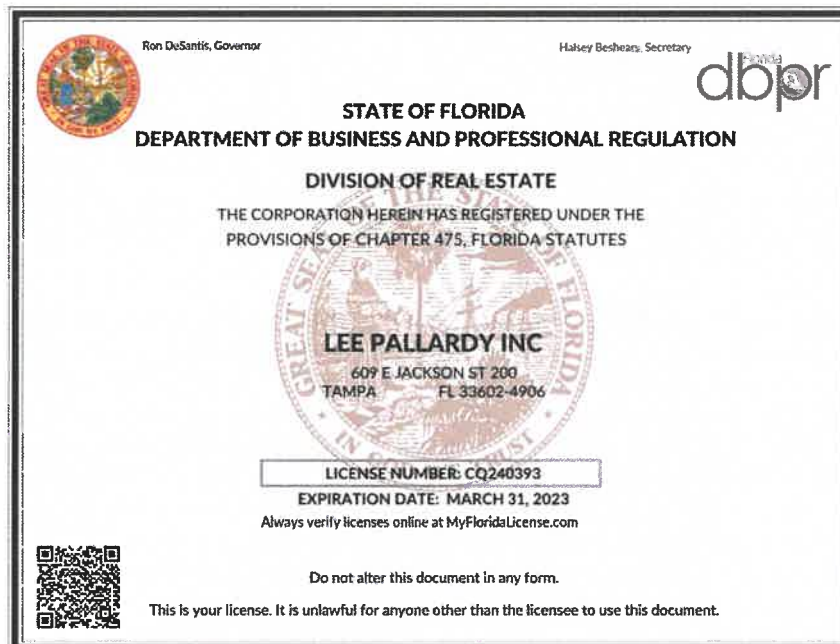 Ron DeSantis, Governor
Halsey Beshears, Secretary
Florida
dbpr
STATE OF FLORIDA
DEPARTMENT OF BUSINESS AND PROFESSIONAL REGULATION
DIVISION OF REAL ESTATE
THE CORPORATION HEREIN HAS REGISTERED UNDER THE
PROVISIONS OF CHAPTER 475, FLORIDA STATUTES
LEE PALLARDY INC
609 E JACKSON ST 200
TAMPA FL 33602-4906
LICENSE NUMBER: CQ240393
EXPIRATION DATE: MARCH 31, 2023
Always verify licenses online at MyFloridaLicense.com
Do not alter this document in any form.
This is your license. It is unlawful for anyone other than the licensee to use this document.